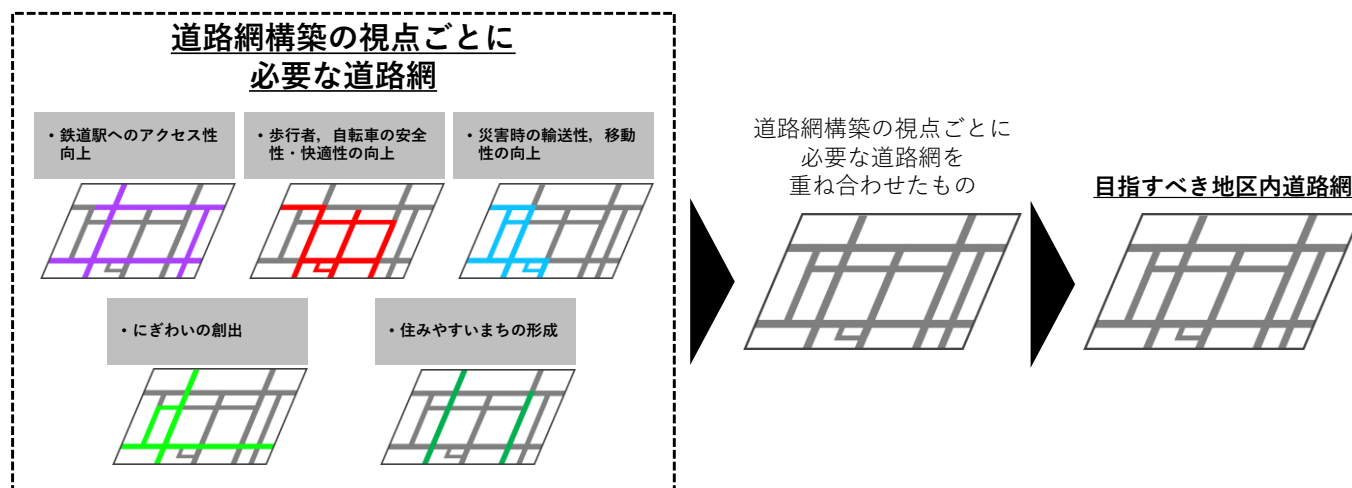 道路網構築の視点ごとに
必要な道路網
・鉄道駅へのアクセス性
向上
・歩行者，自転車の安全
性・快適性の向上
・災害時の輸送性，移動
性の向上
・にぎわいの創出
・住みやすいまちの形成
道路網構築の視点ごとに
必要な道路網を
重ね合わせたもの
目指すべき地区内道路網